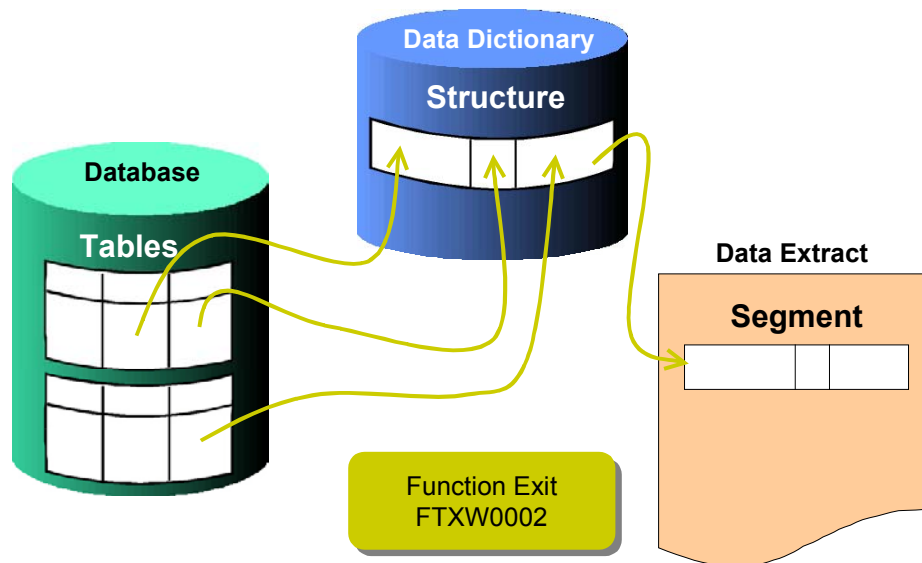 Data Dictionary
Structure
Database
Tables
Data Extract
Segment
Function Exit
FTXW0002